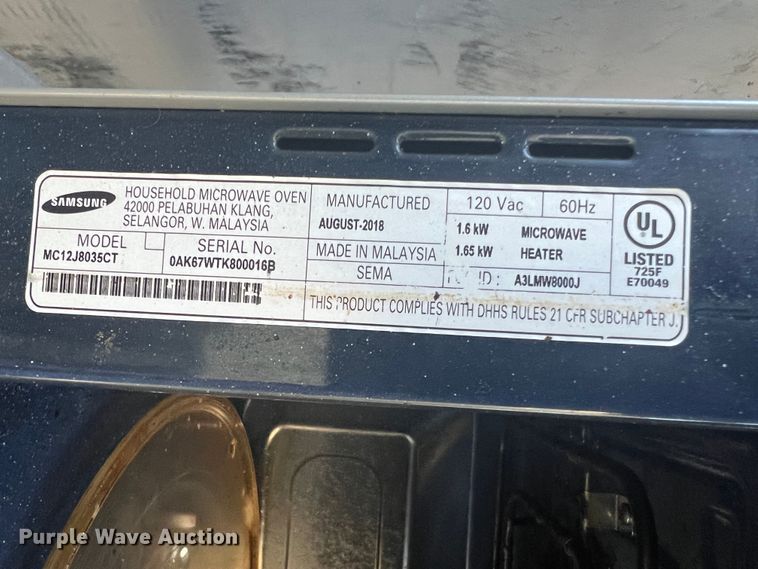 SAMSUNG
HOUSEHOLD MICROWAVE OVEN
42000 PELABUHAN KLANG,
SELANGOR, W. MALAYSIA
MODEL
MC12J8035CT
SERIAL No.
0AK67WTK800016B
MANUFACTURED
AUGUST-2018
MADE IN MALAYSIA
SEMA
120 Vac
60Hz
1.6 kW MICROWAVE
1.65 kW HEATER
ID : A3LMW8000J
THIS PRODUCT COMPLIES WITH DHHS RULES 21 CFR SUBCHAPTER J.
UL
LISTED
725F
E70049
Purple Wave Auction